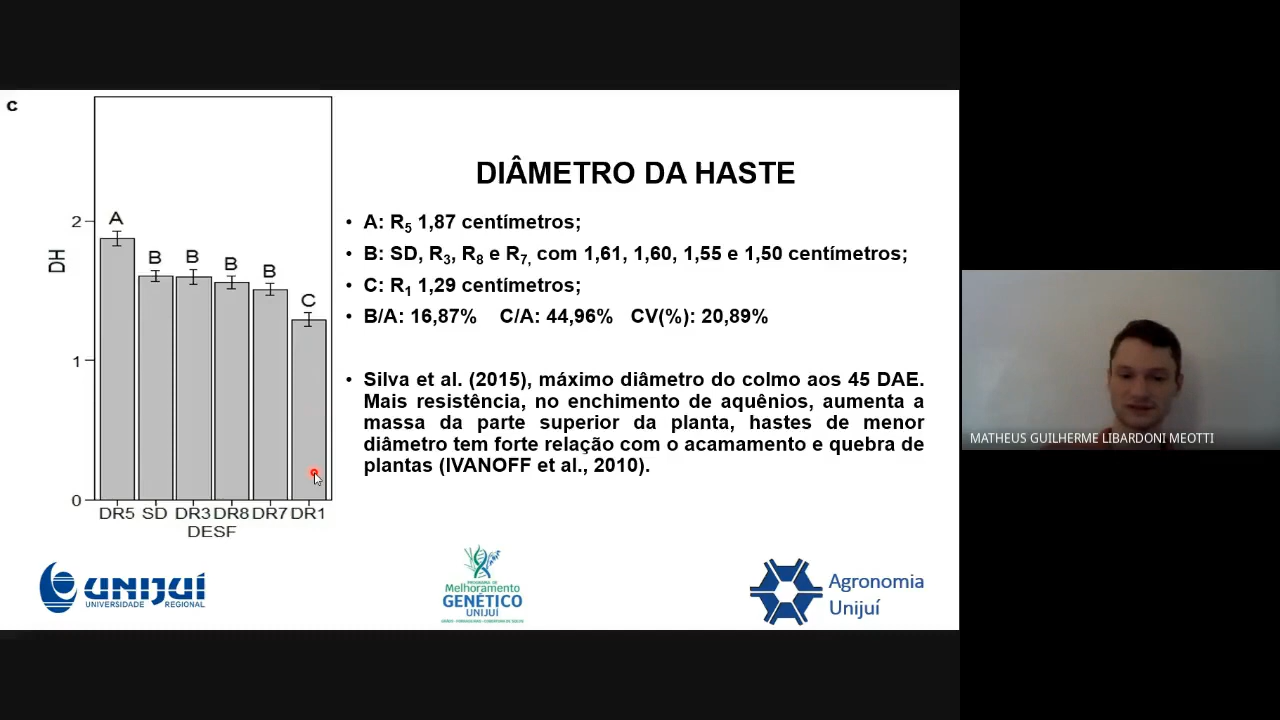 c
DIÂMETRO DA HASTE
• A: R5 1,87 centímetros;
• B: SD, R3, R8 e R7, com 1,61, 1,60, 1,55 e 1,50 centímetros;
• C: R1 1,29 centímetros;
• B/A: 16,87% C/A: 44,96% CV(%): 20,89%
• Silva et al. (2015), máximo diâmetro do colmo aos 45 DAE.
Mais resistência, no enchimento de aquênios, aumenta a
massa da parte superior da planta, hastes de menor
diâmetro tem forte relação com o acamamento e quebra de
plantas (IVANOFF et al., 2010).
2
1
0
DH
A
B
B
B
B
C
DR5 SD DR3 DR8 DR7 DR1
DESF
UNIJUÍ
UNIVERSIDADE REGIONAL
PROGRAMA DE
Melhoramento
GENÉTICO
UNIJUÍ
Agronomia
Unijuí
MATHEUS GUILHERME LIBARDONI MEOTTI